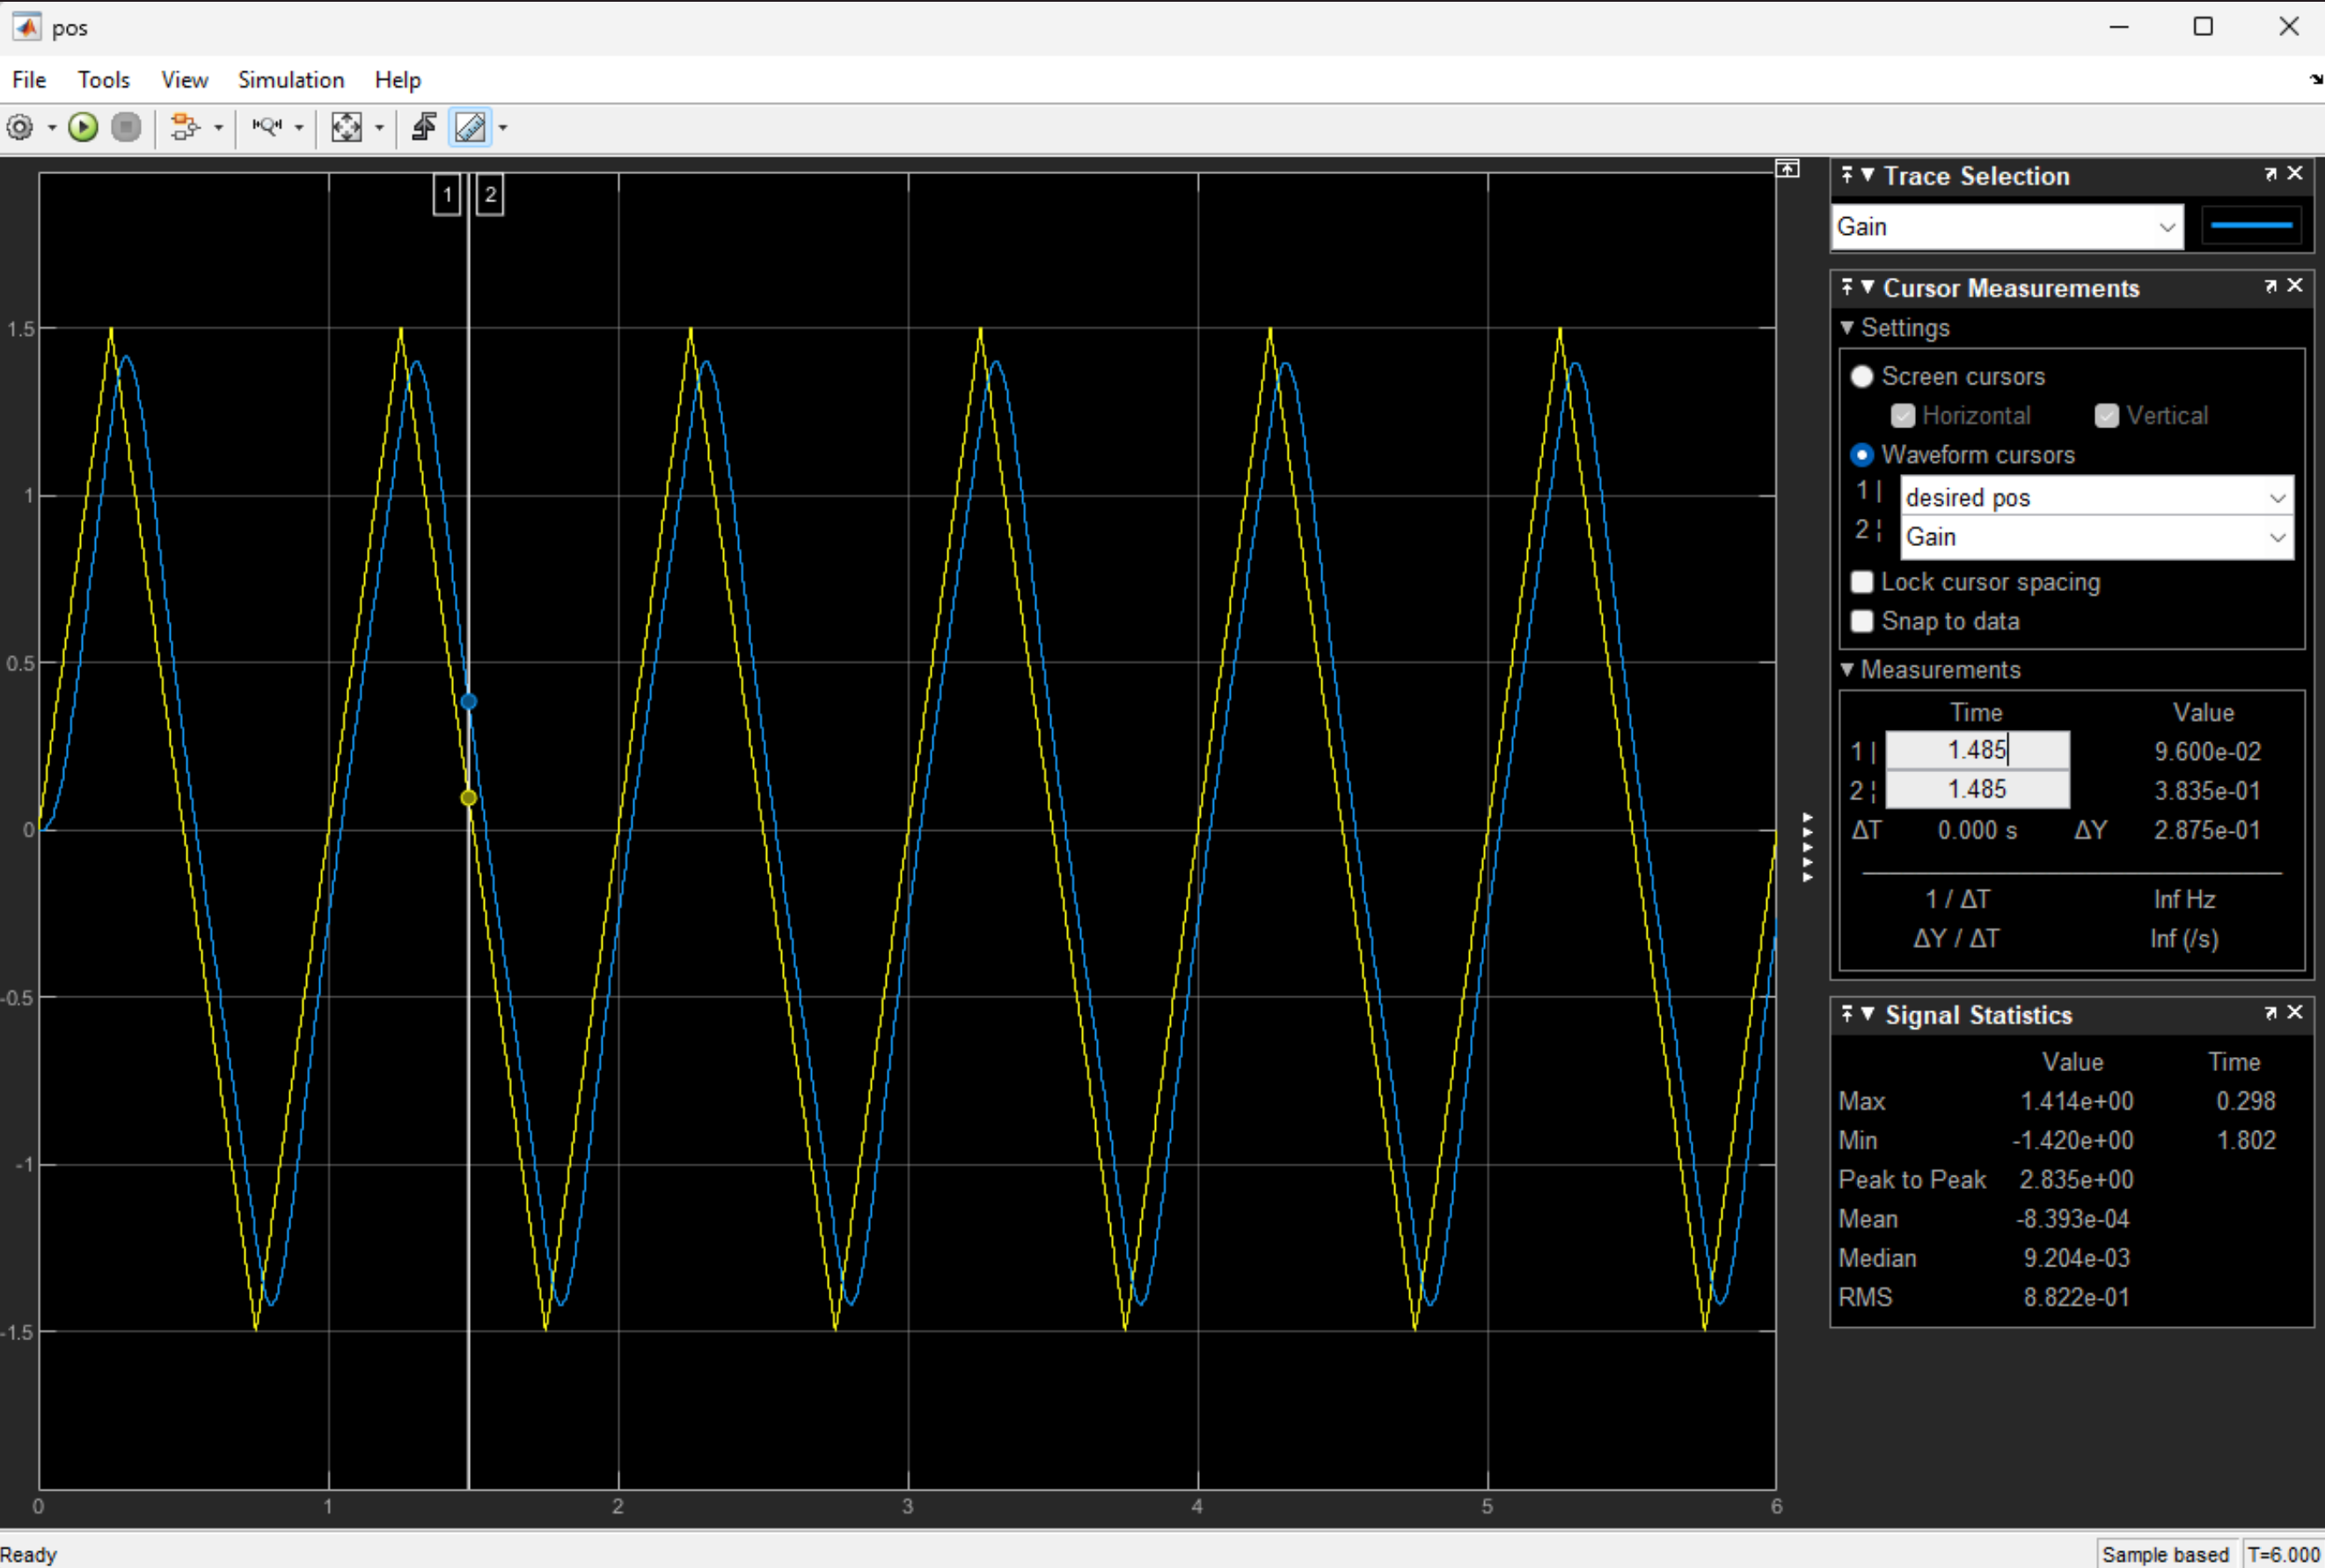 pos
File Tools View Simulation Help
1 2
1.5
1
0.5
0
-0.5
-1
-1.5
0 1 2 3 4 5 6
Trace Selection
Gain
Cursor Measurements
Settings
Screen cursors
Horizontal Vertical
Waveform cursors
1 | desired pos
2 ¦ Gain
Lock cursor spacing
Snap to data
Measurements
Time Value
1 | 1.485 9.600e-02
2 ¦ 1.485 3.835e-01
ΔT 0.000 s ΔY 2.875e-01
1 / ΔT Inf Hz
ΔY / ΔT Inf (/s)
Signal Statistics
Value Time
Max 1.414e+00 0.298
Min -1.420e+00 1.802
Peak to Peak 2.835e+00
Mean -8.393e-04
Median 9.204e-03
RMS 8.822e-01
Ready Sample based T=6.000